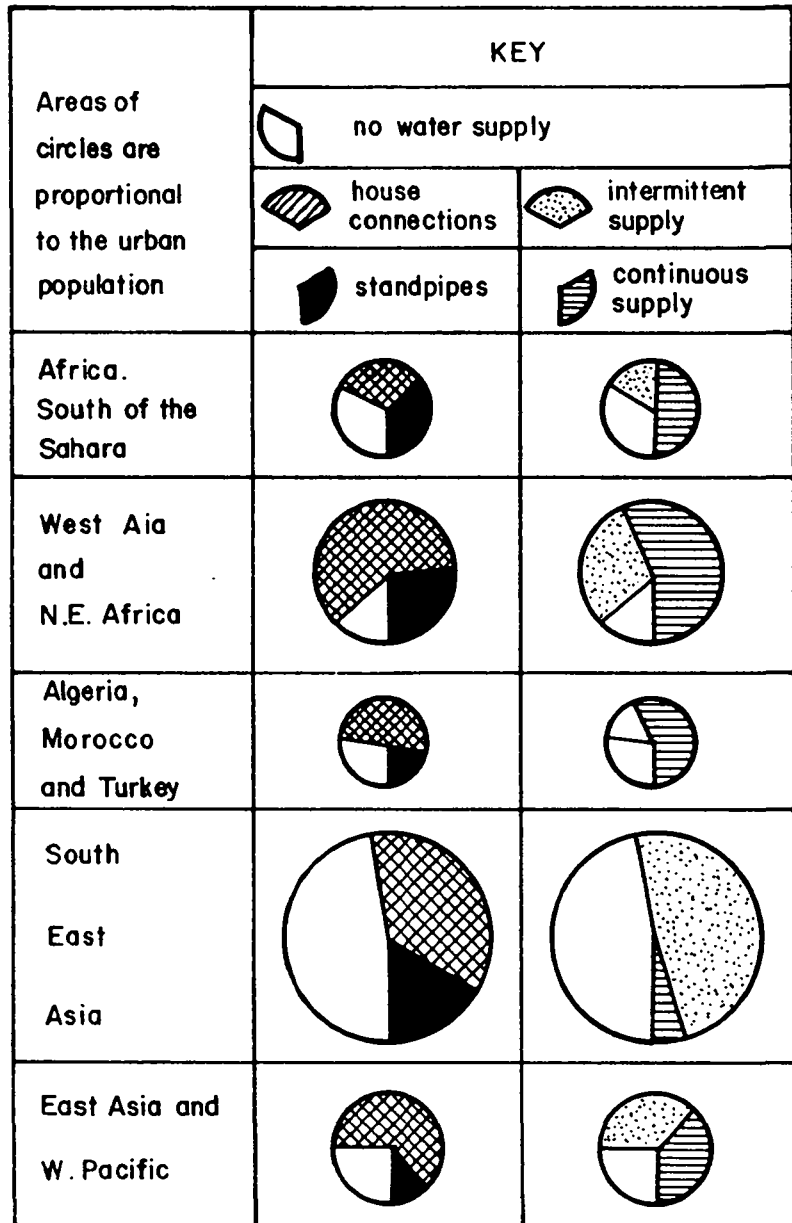 Areas of
circles are
proportional
to the urban
population
KEY
no water supply
house
connections
intermittent
supply
standpipes
continuous
supply
Africa.
South of the
Sahara
West Aia
and
N.E. Africa
Algeria,
Morocco
and Turkey
South
East
Asia
East Asia and
W. Pacific